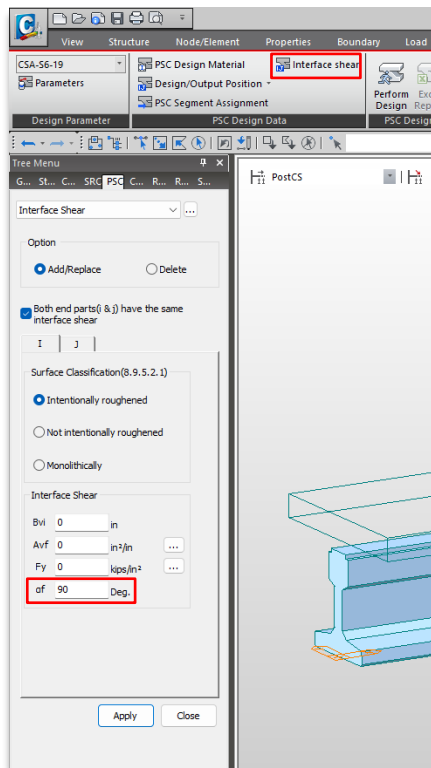 View Structure Node/Element Properties Boundary Load
CSA-S6-19
Parameters
Design Parameter
PSC Design Material
Design/Output Position
PSC Segment Assignment
Interface shear
PSC Design Data
Perform Exc
Design Rep
PSC Design
Tree Menu
G... St... C... SRC PSC C... R... R... S...
PostCS
Interface Shear
...
Option
Add/Replace
Delete
Both end parts(i & j) have the same
interface shear
I J
Surface Classification(8.9.5.2.1)
Intentionally roughened
Not intentionally roughened
Monolithically
Interface Shear
Bvi 0 in
Avf 0 in²/in ...
Fy 0 kips/in² ...
αf 90 Deg.
Apply Close